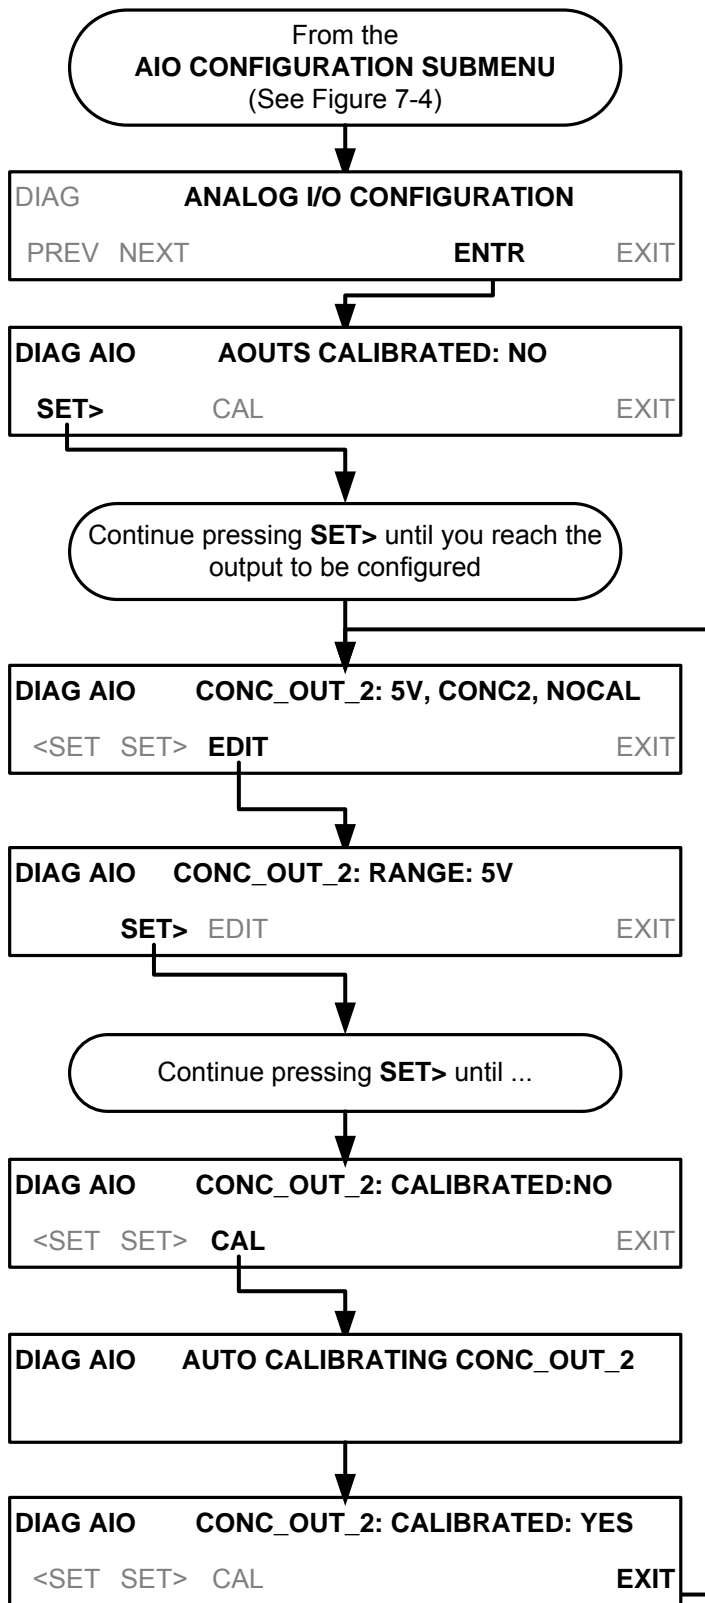 From the
AIO CONFIGURATION SUBMENU
(See Figure 7-4)
DIAG ANALOG I/O CONFIGURATION
PREV NEXT ENTR EXIT
DIAG AIO AOUTS CALIBRATED: NO
SET> CAL EXIT
Continue pressing SET> until you reach the
output to be configured
DIAG AIO CONC_OUT_2: 5V, CONC2, NOCAL
<SET SET> EDIT EXIT
DIAG AIO CONC_OUT_2: RANGE: 5V
SET> EDIT EXIT
Continue pressing SET> until ...
DIAG AIO CONC_OUT_2: CALIBRATED:NO
<SET SET> CAL EXIT
DIAG AIO AUTO CALIBRATING CONC_OUT_2
DIAG AIO CONC_OUT_2: CALIBRATED: YES
<SET SET> CAL EXIT